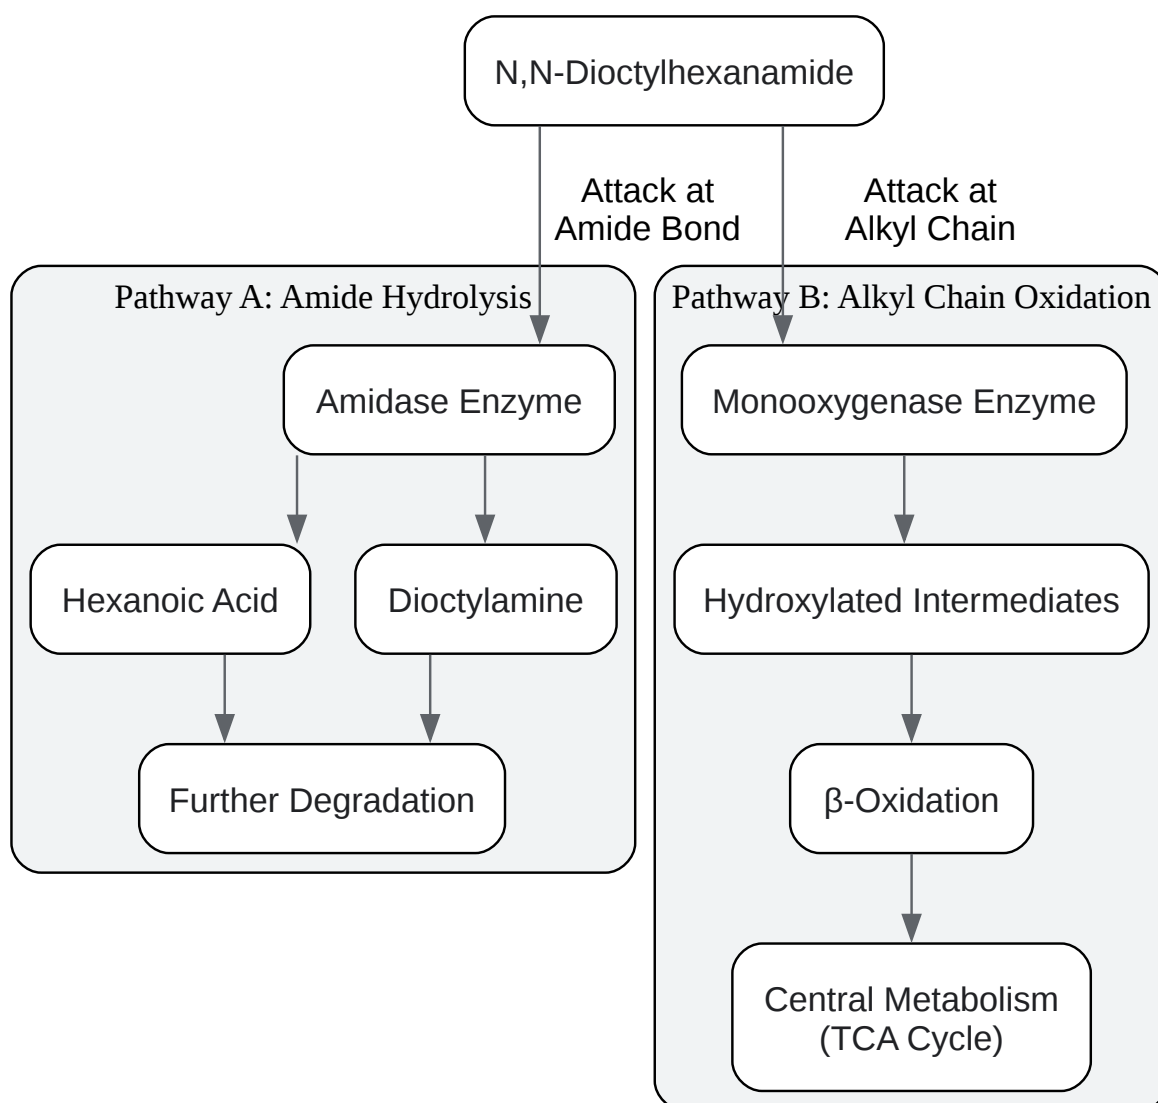 N,N-Dioctylhexanamide
Attack at
Amide Bond
Attack at
Alkyl Chain
Pathway A: Amide Hydrolysis
Pathway B: Alkyl Chain Oxidation
Amidase Enzyme
Monooxygenase Enzyme
Hexanoic Acid
Dioctylamine
Hydroxylated Intermediates
Further Degradation
β-Oxidation
Central Metabolism
(TCA Cycle)